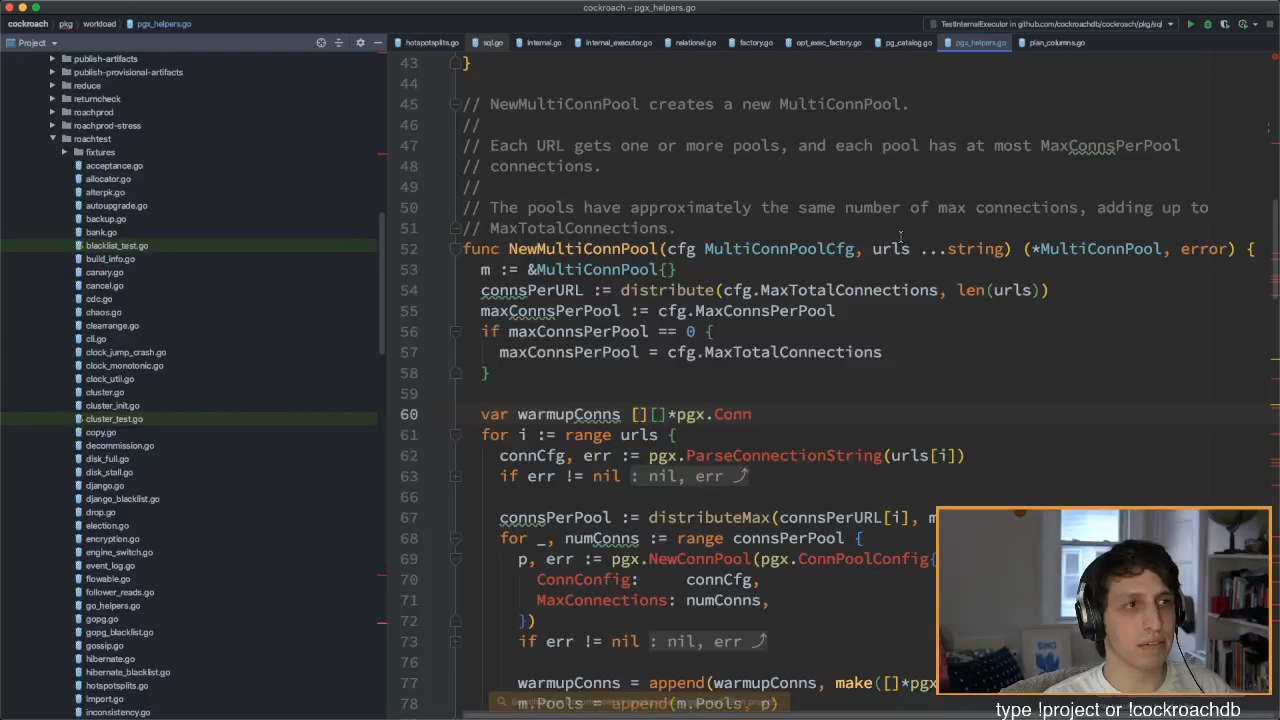 cockroach – pgx_helpers.go
cockroach pkg workload pgx_helpers.go
TestInternalExecutor in github.com/cockroachdb/cockroach/pkg/sql
Project
hotspotsplits.go sql.go internal.go internal_executor.go relational.go factory.go opt_exec_factory.go pg_catalog.go pgx_helpers.go plan_columns.go
publish-artifacts
publish-provisional-artifacts
reduce
returncheck
roachprod
roachprod-stress
roachtest
fixtures
acceptance.go
allocator.go
alterpk.go
autoupgrade.go
backup.go
bank.go
blacklist_test.go
build_info.go
canary.go
cancel.go
cdc.go
chaos.go
clearrange.go
cli.go
clock_jump_crash.go
clock_monotonic.go
clock_util.go
cluster.go
cluster_init.go
cluster_test.go
copy.go
decommission.go
disk_full.go
disk_stall.go
django.go
django_blacklist.go
drop.go
election.go
encryption.go
engine_switch.go
event_log.go
flowable.go
follower_reads.go
go_helpers.go
gopg.go
gopg_blacklist.go
gossip.go
hibernate.go
hibernate_blacklist.go
hotspotsplits.go
import.go
inconsistency.go
43 }
44
45 // NewMultiConnPool creates a new MultiConnPool.
46 //
47 // Each URL gets one or more pools, and each pool has at most MaxConnsPerPool
48 // connections.
49 //
50 // The pools have approximately the same number of max connections, adding up to
51 // MaxTotalConnections.
52 func NewMultiConnPool(cfg MultiConnPoolCfg, urls ...string) (*MultiConnPool, error) {
53 m := &MultiConnPool{}
54 connsPerURL := distribute(cfg.MaxTotalConnections, len(urls))
55 maxConnsPerPool := cfg.MaxConnsPerPool
56 if maxConnsPerPool == 0 {
57 maxConnsPerPool = cfg.MaxTotalConnections
58 }
59
60 var warmupConns [][]*pgx.Conn
61 for i := range urls {
62 connCfg, err := pgx.ParseConnectionString(urls[i])
63 if err != nil : nil, err
66
67 connsPerPool := distributeMax(connsPerURL[i], m
68 for _, numConns := range connsPerPool {
69 p, err := pgx.NewConnPool(pgx.ConnPoolConfig{
70 ConnConfig: connCfg,
71 MaxConnections: numConns,
72 })
73 if err != nil : nil, err
76
77 warmupConns = append(warmupConns, make([]*pgx
78 m.Pools = append(m.Pools, p)
type !project or !cockroachdb